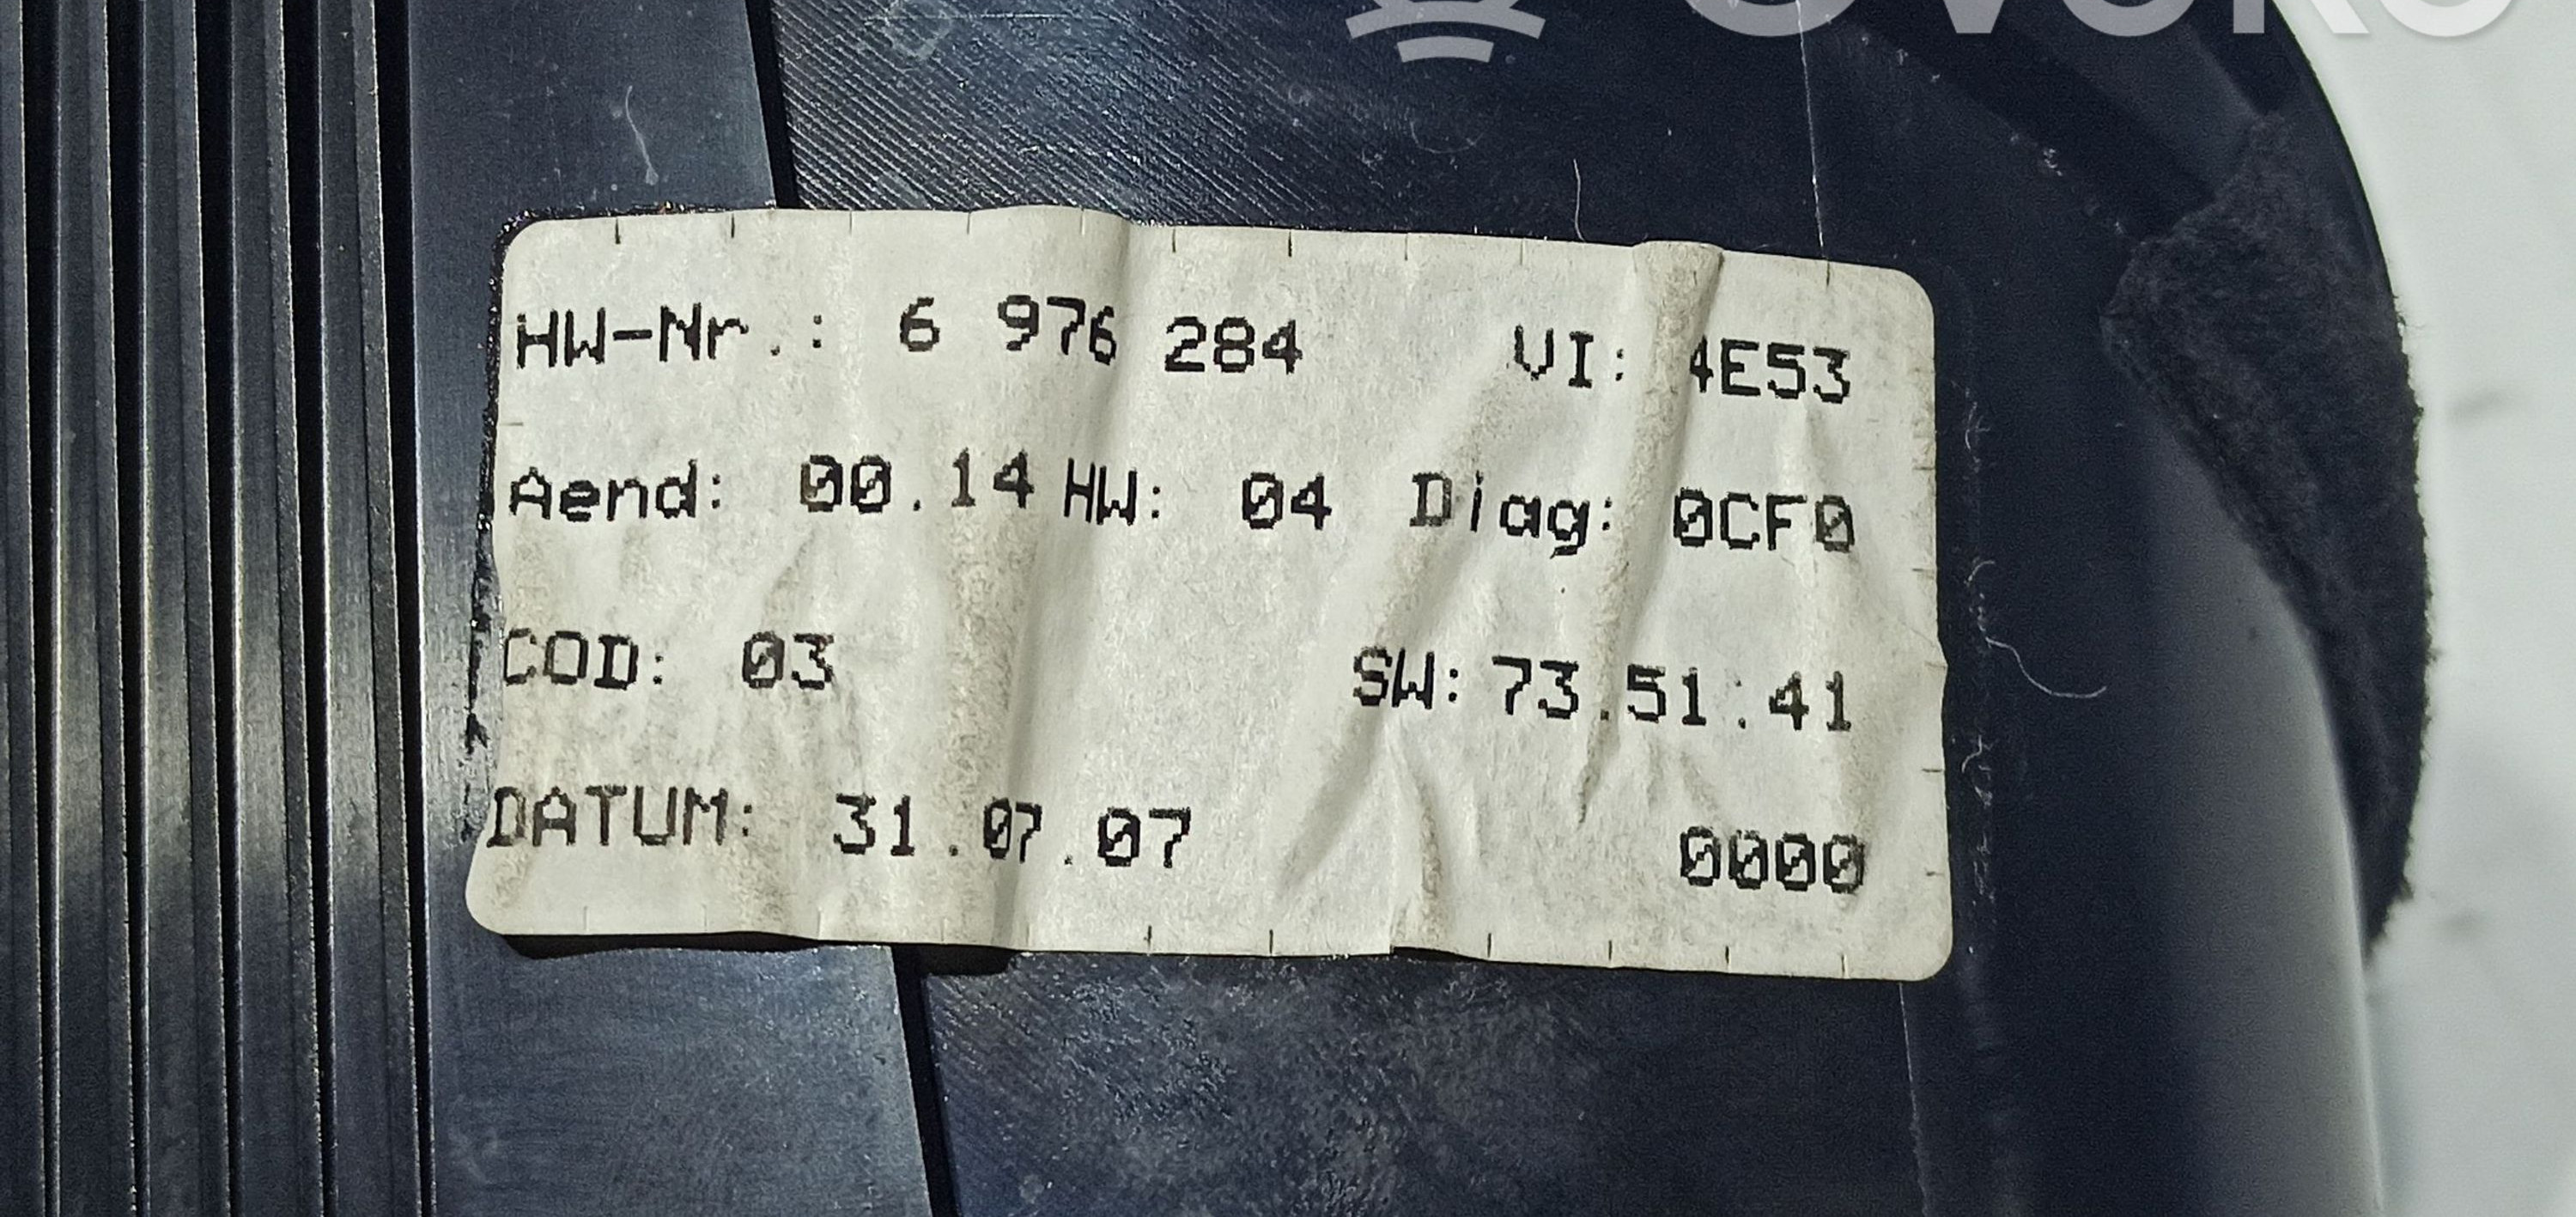 HW-Nr.: 6 976 284 VI: 4E53
Aend: 00.14 HW: 04 Diag: 0CF0
COD: 03 SW: 73.51.41
DATUM: 31.07.07 0000